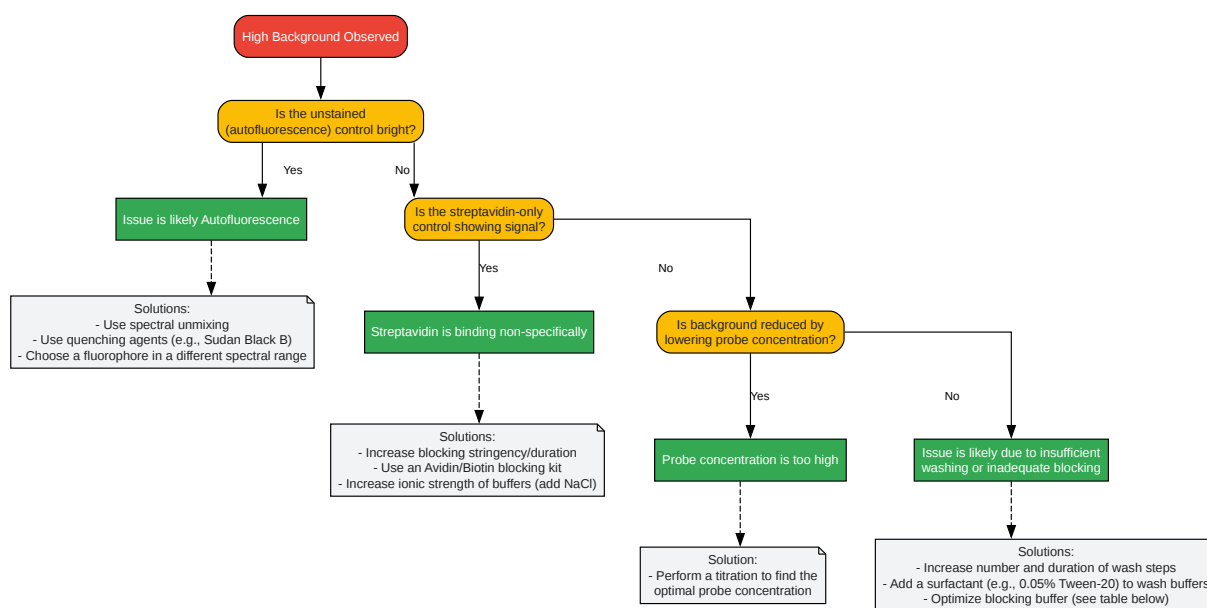 High Background Observed
Is the unstained
(autofluorescence) control bright?
Yes
No
Issue is likely Autofluorescence
Is the streptavidin-only
control showing signal?
Solutions:
- Use spectral unmixing
- Use quenching agents (e.g., Sudan Black B)
- Choose a fluorophore in a different spectral range
Yes
No
Streptavidin is binding non-specifically
Is background reduced by
lowering probe concentration?
Solutions:
- Increase blocking stringency/duration
- Use an Avidin/Biotin blocking kit
- Increase ionic strength of buffers (add NaCl)
Yes
No
Probe concentration is too high
Issue is likely due to insufficient
washing or inadequate blocking
Solution:
- Perform a titration to find the
optimal probe concentration
Solutions:
- Increase number and duration of wash steps
- Add a surfactant (e.g., 0.05% Tween-20) to wash buffers
- Optimize blocking buffer (see table below)